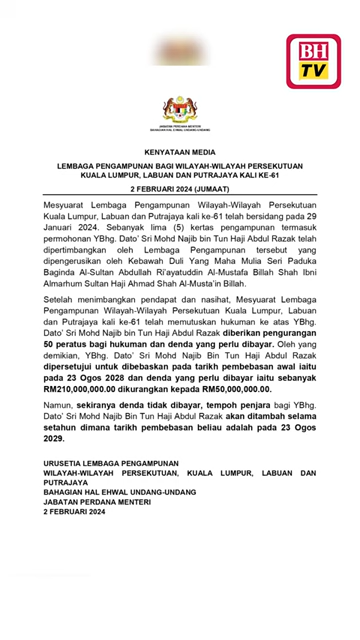 BH
TV
JABATAN PERDANA MENTERI
BAHAGIAN HAL EHWAL UNDANG-UNDANG
KENYATAAN MEDIA
LEMBAGA PENGAMPUNAN BAGI WILAYAH-WILAYAH PERSEKUTUAN
KUALA LUMPUR, LABUAN DAN PUTRAJAYA KALI KE-61
2 FEBRUARI 2024 (JUMAAT)
Mesyuarat Lembaga Pengampunan Wilayah-Wilayah Persekutuan
Kuala Lumpur, Labuan dan Putrajaya kali ke-61 telah bersidang pada 29
Januari 2024. Sebanyak lima (5) kertas pengampunan termasuk
permohonan YBhg. Dato' Sri Mohd Najib bin Tun Haji Abdul Razak telah
dipertimbangkan oleh Lembaga Pengampunan tersebut yang
dipengerusikan oleh Kebawah Duli Yang Maha Mulia Seri Paduka
Baginda Al-Sultan Abdullah Ri'ayatuddin Al-Mustafa Billah Shah Ibni
Almarhum Sultan Haji Ahmad Shah Al-Musta'in Billah.
Setelah menimbangkan pendapat dan nasihat, Mesyuarat Lembaga
Pengampunan Wilayah-Wilayah Persekutuan Kuala Lumpur, Labuan
dan Putrajaya kali ke-61 telah memutuskan hukuman ke atas YBhg.
Dato' Sri Mohd Najib bin Tun Haji Abdul Razak diberikan pengurangan
50 peratus bagi hukuman dan denda yang perlu dibayar. Oleh yang
demikian, YBhg. Dato' Sri Mohd Najib bin Tun Haji Abdul Razak
dipersetujui untuk dibebaskan pada tarikh pembebasan awal iaitu
pada 23 Ogos 2028 dan denda yang perlu dibayar iaitu sebanyak
RM210,000,000.00 dikurangkan kepada RM50,000,000.00.
Namun, sekiranya denda tidak dibayar, tempoh penjara bagi YBhg.
Dato' Sri Mohd Najib bin Tun Haji Abdul Razak akan ditambah selama
setahun dimana tarikh pembebasan beliau adalah pada 23 Ogos
2029.
URUSETIA LEMBAGA PENGAMPUNAN
WILAYAH-WILAYAH PERSEKUTUAN, KUALA LUMPUR, LABUAN DAN
PUTRAJAYA
BAHAGIAN HAL EHWAL UNDANG-UNDANG
JABATAN PERDANA MENTERI
2 FEBRUARI 2024